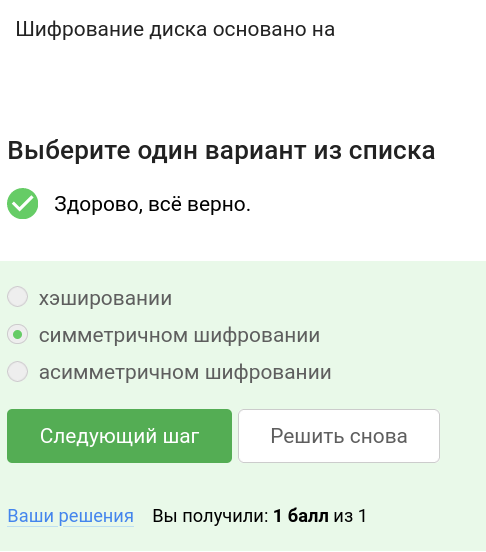 Шифрование диска основано на
Выберите один вариант из списка
Здорово, всё верно.
хэшировании
симметричном шифровании
асимметричном шифровании
Следующий шаг Решить снова
Ваши решения Вы получили: 1 балл из 1